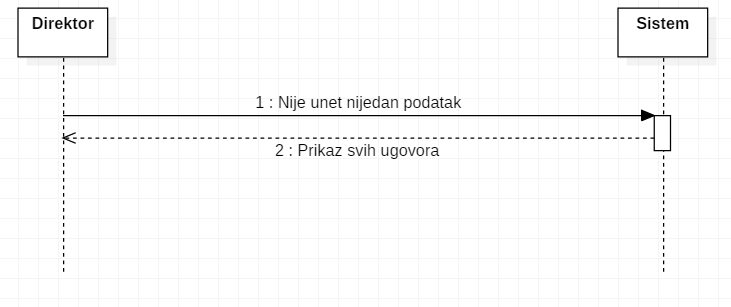 Direktor
Sistem
1 : Nije unet nijedan podatak
2 : Prikaz svih ugovora